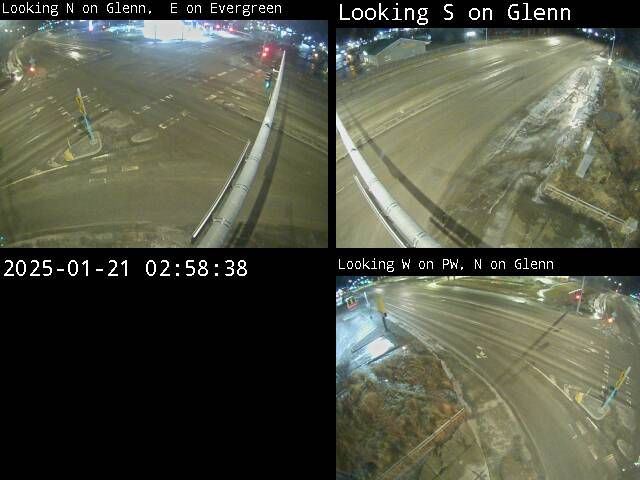 Looking N on Glenn,  E on Evergreen
Looking S on Glenn
2025-01-21 02:58:38
Looking W on PW, N on Glenn